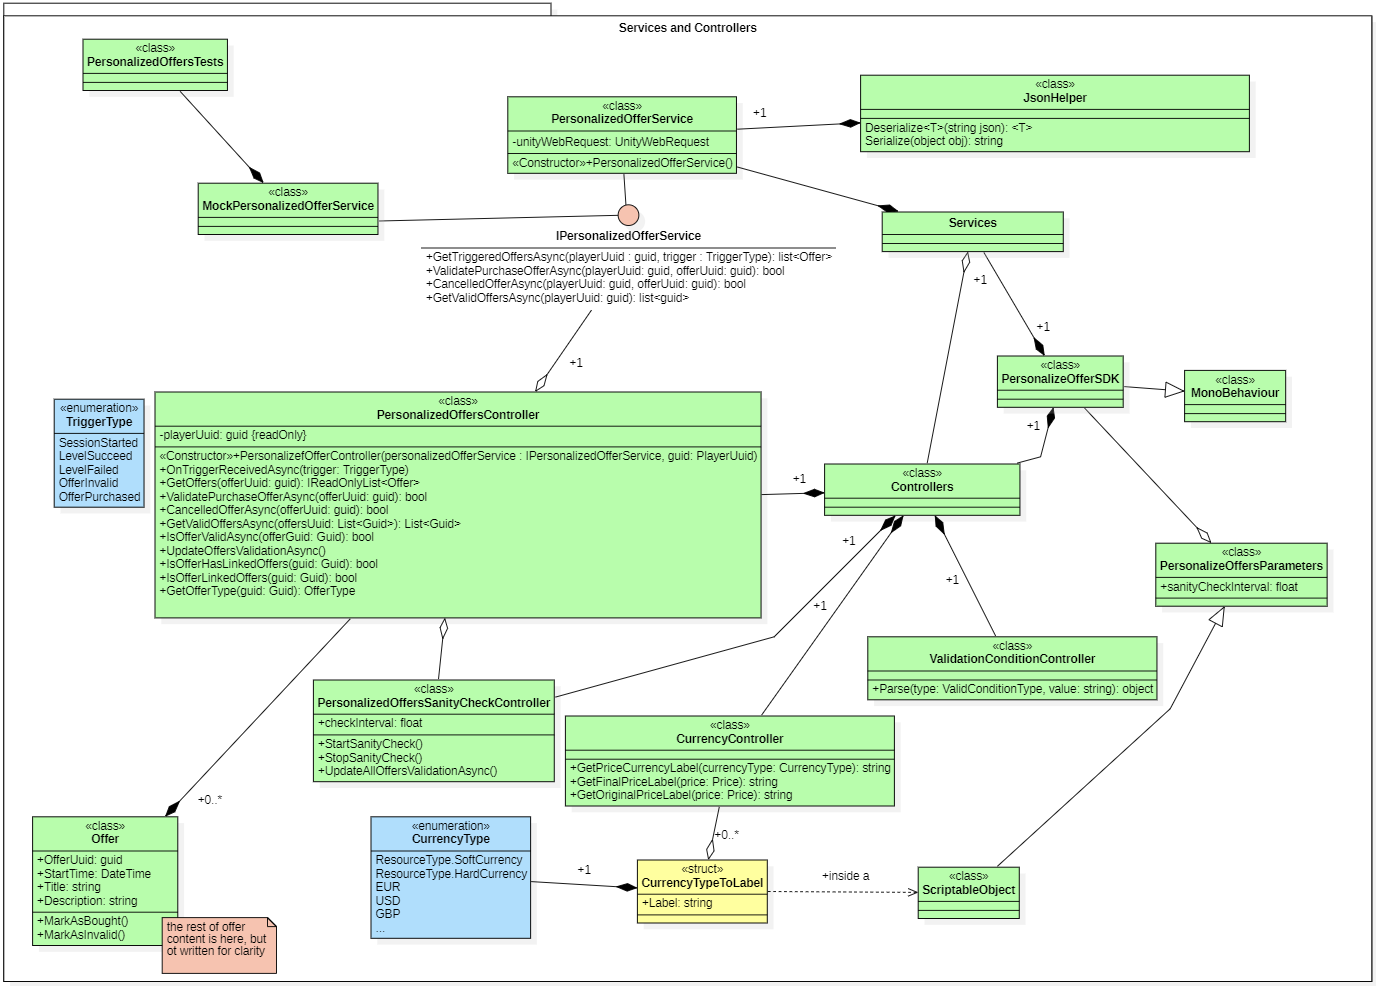 Services and Controllers
«class»
PersonalizedOffersTests
«class»
PersonalizedOfferService
-unityWebRequest: UnityWebRequest
«Constructor»+PersonalizedOfferService()
+1
«class»
JsonHelper
Deserialize<T>(string json): <T>
Serialize(object obj): string
«class»
MockPersonalizedOfferService
IPersonalizedOfferService
+GetTriggeredOffersAsync(playerUuid : guid, trigger : TriggerType): list<Offer>
+ValidatePurchaseOfferAsync(playerUuid: guid, offerUuid: guid): bool
+CancelledOfferAsync(playerUuid: guid, offerUuid: guid): bool
+GetValidOffersAsync(playerUuid: guid): list<guid>
Services
+1
+1
+1
«class»
PersonalizeOfferSDK
«class»
MonoBehaviour
+1
«enumeration»
TriggerType
SessionStarted
LevelSucceed
LevelFailed
OfferInvalid
OfferPurchased
«class»
PersonalizedOffersController
-playerUuid: guid {readOnly}
«Constructor»+PersonalizefOfferController(personalizedOfferService : IPersonalizedOfferService, guid: PlayerUuid)
+OnTriggerReceivedAsync(trigger: TriggerType)
+GetOffers(offerUuid: guid): IReadOnlyList<Offer>
+ValidatePurchaseOfferAsync(offerUuid: guid): bool
+CancelledOfferAsync(offerUuid: guid): bool
+GetValidOffersAsync(offersUuid: List<Guid>): List<Guid>
+IsOfferValidAsync(offerGuid: Guid): bool
+UpdateOffersValidationAsync()
+IsOfferHasLinkedOffers(guid: Guid): bool
+IsOfferLinkedOffers(guid: Guid): bool
+GetOfferType(guid: Guid): OfferType
+1
«class»
Controllers
+1
+1
+1
«class»
PersonalizeOffersParameters
+sanityCheckInterval: float
«class»
ValidationConditionController
+Parse(type: ValidConditionType, value: string): object
«class»
PersonalizedOffersSanityCheckController
+checkInterval: float
+StartSanityCheck()
+StopSanityCheck()
+UpdateAllOffersValidationAsync()
«class»
CurrencyController
+GetPriceCurrencyLabel(currencyType: CurrencyType): string
+GetFinalPriceLabel(price: Price): string
+GetOriginalPriceLabel(price: Price): string
+0..*
+0..*
«class»
Offer
+OfferUuid: guid
+StartTime: DateTime
+Title: string
+Description: string
+MarkAsBought()
+MarkAsInvalid()
the rest of offer
content is here, but
ot written for clarity
«enumeration»
CurrencyType
ResourceType.SoftCurrency
ResourceType.HardCurrency
EUR
USD
GBP
...
+1
«struct»
CurrencyTypeToLabel
+Label: string
+inside a
«class»
ScriptableObject